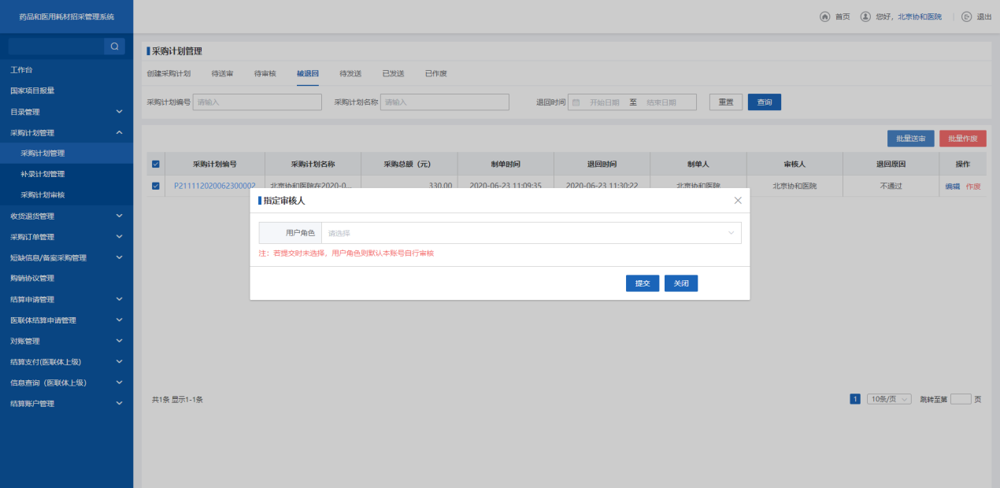 药品和医用耗材招采管理系统
首页 您好，北京协和医院 退出
工作台
国家项目报量
目录管理
采购计划管理
采购计划管理
补录计划管理
采购计划审核
收货退货管理
采购订单管理
短缺信息/备案采购管理
购销协议管理
结算申请管理
医联体结算申请管理
对账管理
结算支付(医联体上级)
信息查询（医联体上级）
结算账户管理
采购计划管理
创建采购计划 待送审 待审核 被退回 待发送 已发送 已作废
采购计划编号 请输入 采购计划名称 请输入 退回时间 开始日期 至 结束日期 重置 查询
批量送审 批量作废
采购计划编号 采购计划名称 采购总额（元） 制单时间 退回时间 制单人 审核人 退回原因 操作
P211112020062300002 北京协和医院在2020-0... 330.00 2020-06-23 11:09:35 2020-06-23 11:30:22 北京协和医院 北京协和医院 不通过 编辑 作废
指定审核人
用户角色 请选择
注：若提交时未选择，用户角色则默认本账号自行审核
提交 关闭
共1条 显示1-1条 1 10条/页 跳转至第 页